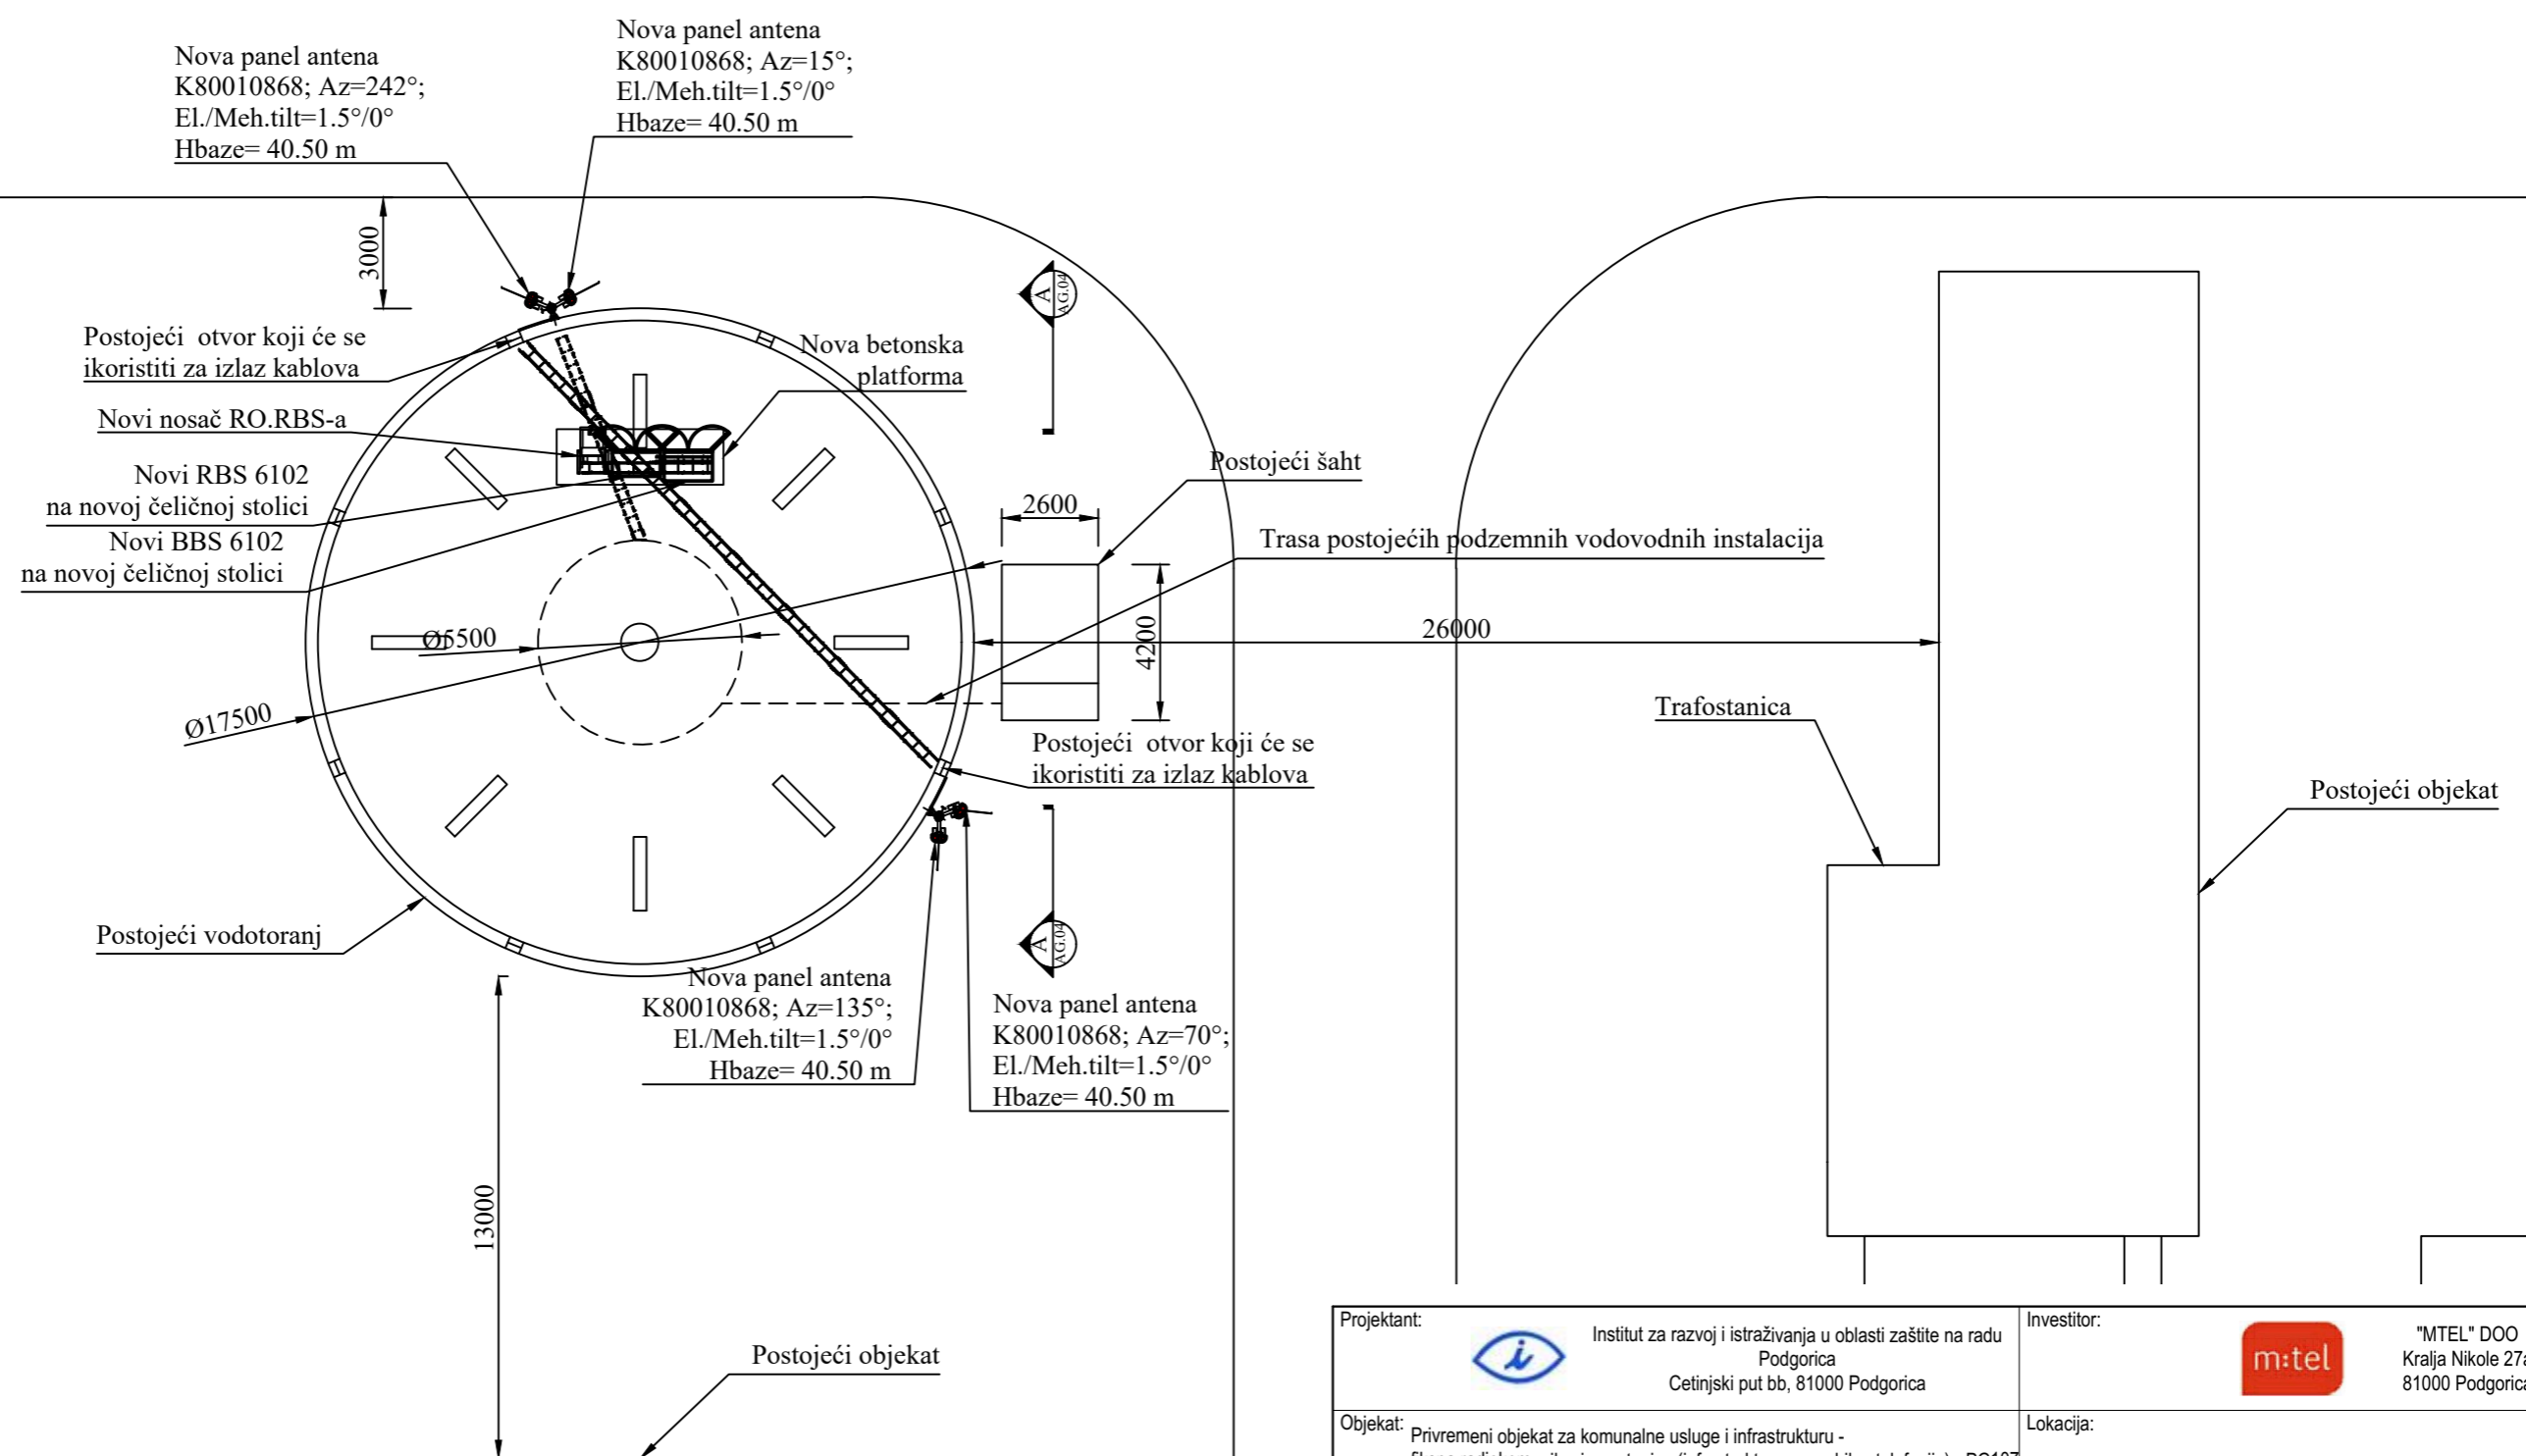 Nova panel antena
K80010868; Az=242°;
El./Meh.tilt=1.5°/0°
Hbaze= 40.50 m
Nova panel antena
K80010868; Az=15°;
El./Meh.tilt=1.5°/0°
Hbaze= 40.50 m
3000
A
AG.04
Postojeći otvor koji će se
ikoristiti za izlaz kablova
Nova betonska
platforma
Novi nosač RO.RBS-a
Novi RBS 6102
na novoj čeličnoj stolici
Novi BBS 6102
na novoj čeličnoj stolici
Postojeći šaht
2600
Trasa postojećih podzemnih vodovodnih instalacija
Ø5500
4200
26000
Ø17500
Trafostanica
Postojeći otvor koji će se
ikoristiti za izlaz kablova
Postojeći objekat
Postojeći vodotoranj
A
AG.04
Nova panel antena
K80010868; Az=135°;
El./Meh.tilt=1.5°/0°
Hbaze= 40.50 m
Nova panel antena
K80010868; Az=70°;
El./Meh.tilt=1.5°/0°
Hbaze= 40.50 m
13000
Postojeći objekat
Projektant:
Institut za razvoj i istraživanja u oblasti zaštite na radu
Podgorica
Cetinjski put bb, 81000 Podgorica
Investitor:
m:tel
"MTEL" DOO
Kralja Nikole 27a
81000 Podgorica
Objekat:
Privremeni objekat za komunalne usluge i infrastrukturu -
Lokacija: